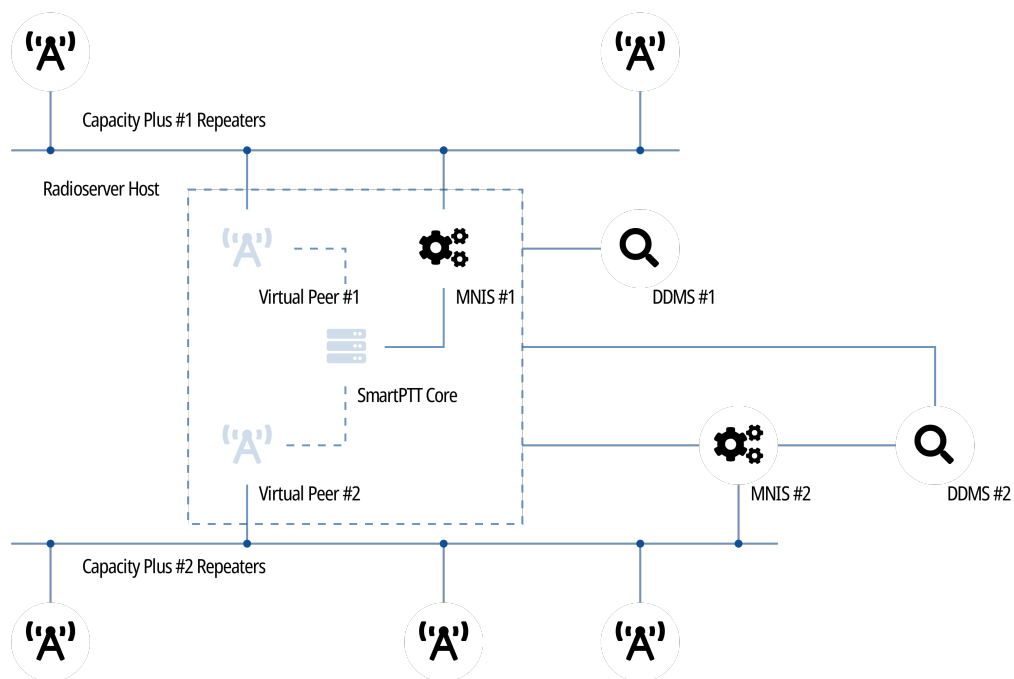 Capacity Plus #1 Repeaters
Radioserver Host
Virtual Peer #1
MNIS #1
DDMS #1
SmartPTT Core
Virtual Peer #2
MNIS #2
DDMS #2
Capacity Plus #2 Repeaters